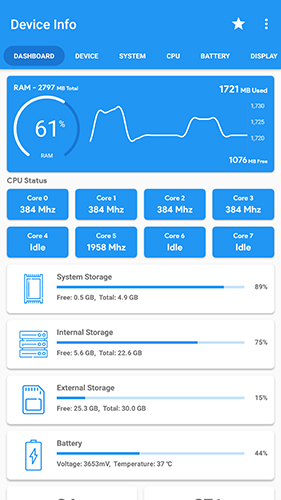 Device Info
DASHBOARD DEVICE SYSTEM CPU BATTERY DISPLAY
RAM - 2797 MB Total
1721 MB Used
1,730
1,725
1,720
61%
RAM
1076 MB Free
CPU Status
Core 0 Core 1 Core 2 Core 3
384 Mhz 384 Mhz 384 Mhz 384 Mhz
Core 4 Core 5 Core 6 Core 7
Idle 1958 Mhz Idle Idle
System Storage
89%
Free: 0.5 GB, Total: 4.9 GB
Internal Storage
75%
Free: 5.6 GB, Total: 22.6 GB
External Storage
15%
Free: 25.3 GB, Total: 30.0 GB
Battery
44%
Voltage: 3653mV, Temperature: 37 °C